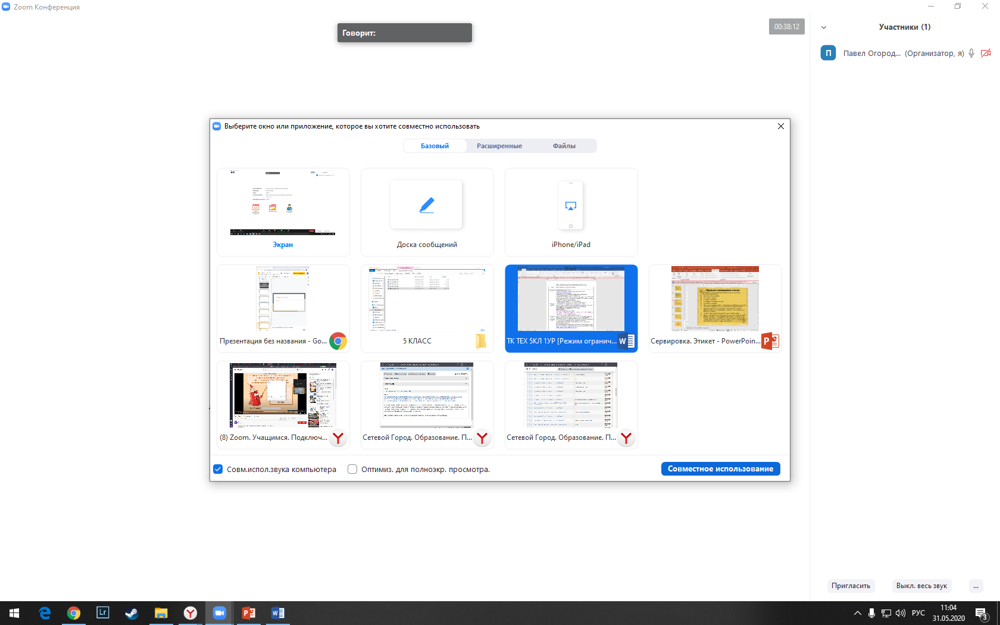 Zoom Конференция
Говорит:
00:38:12
Участники (1)
П
Павел Огород... (Организатор, я)
Выберите окно или приложение, которое вы хотите совместно использовать
Базовый
Расширенные
Файлы
Экран
Доска сообщений
iPhone/iPad
Презентация без названия - Go...
5 КЛАСС
ТК ТЕХ 5КЛ 1УР [Режим огранич...
Сервировка. Этикет - PowerPoin...
(8) Zoom. Учащимся. Подключ...
Сетевой Город. Образование. П...
Сетевой Город. Образование. П...
Совм.испол.звука компьютера
Оптимиз. для полноэкр. просмотра.
Совместное использование
Пригласить
Выкл. весь звук
...
Lr
РУС
11:04
31.05.2020
3